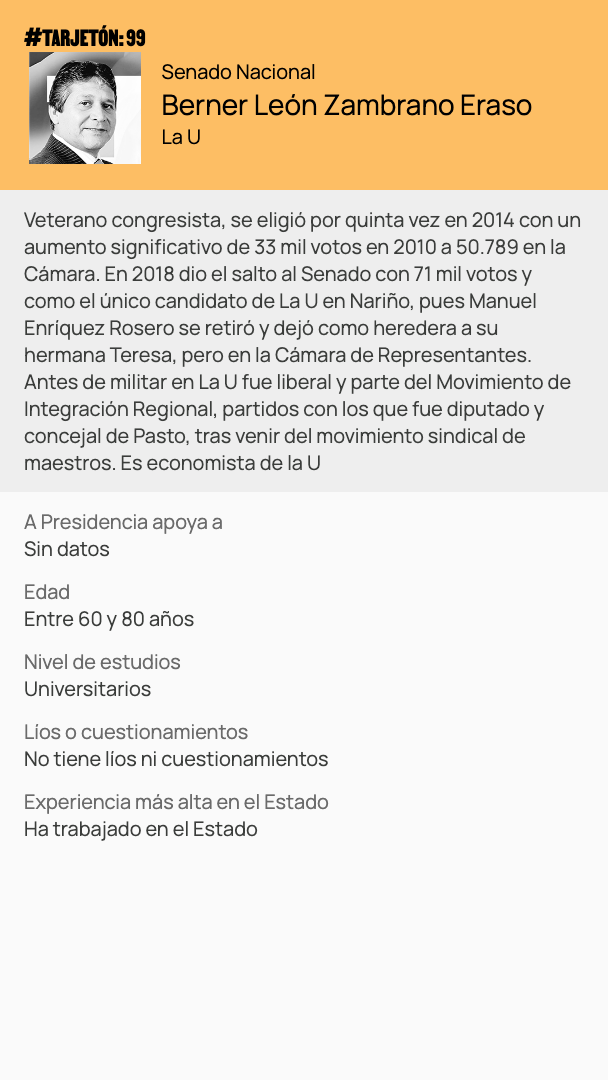 #TARJETÓN: 99
Senado Nacional
Berner León Zambrano Eraso
La U
Veterano congresista, se eligió por quinta vez en 2014 con un
aumento significativo de 33 mil votos en 2010 a 50.789 en la
Cámara. En 2018 dio el salto al Senado con 71 mil votos y
como el único candidato de La U en Nariño, pues Manuel
Enríquez Rosero se retiró y dejó como heredera a su
hermana Teresa, pero en la Cámara de Representantes.
Antes de militar en La U fue liberal y parte del Movimiento de
Integración Regional, partidos con los que fue diputado y
concejal de Pasto, tras venir del movimiento sindical de
maestros. Es economista de la U
A Presidencia apoya a
Sin datos
Edad
Entre 60 y 80 años
Nivel de estudios
Universitarios
Líos o cuestionamientos
No tiene líos ni cuestionamientos
Experiencia más alta en el Estado
Ha trabajado en el Estado